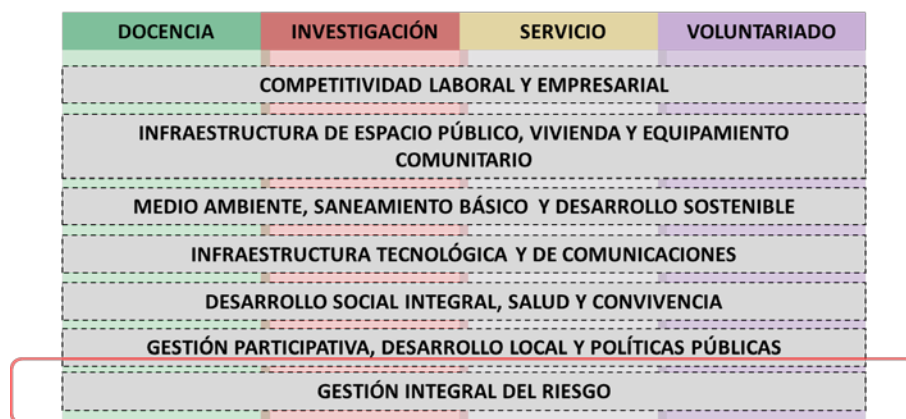 DOCENCIA INVESTIGACIÓN SERVICIO VOLUNTARIADO
COMPETITIVIDAD LABORAL Y EMPRESARIAL
INFRAESTRUCTURA DE ESPACIO PÚBLICO, VIVIENDA Y EQUIPAMIENTO
COMUNITARIO
MEDIO AMBIENTE, SANEAMIENTO BÁSICO Y DESARROLLO SOSTENIBLE
INFRAESTRUCTURA TECNOLÓGICA Y DE COMUNICACIONES
DESARROLLO SOCIAL INTEGRAL, SALUD Y CONVIVENCIA
GESTIÓN PARTICIPATIVA, DESARROLLO LOCAL Y POLÍTICAS PÚBLICAS
GESTIÓN INTEGRAL DEL RIESGO